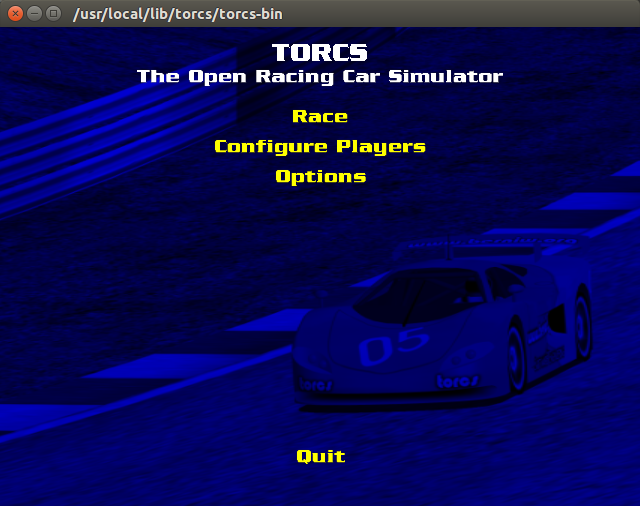 /usr/local/lib/torcs/torcs-bin
TORCS
The Open Racing Car Simulator
Race
Configure Players
Options
05
torcs
torcs
Quit